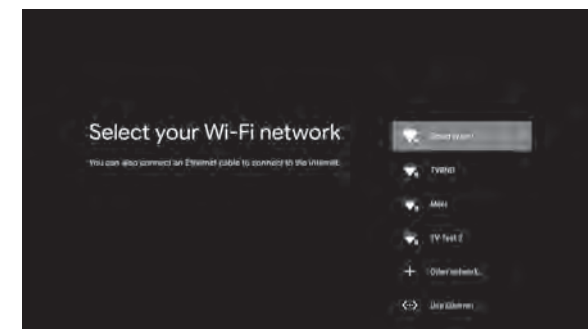 Select your Wi-Fi network
You can also connect an Ethernet cable to connect to the internet.
TVRND
TV-Test 2
Other network...
Use Ethernet